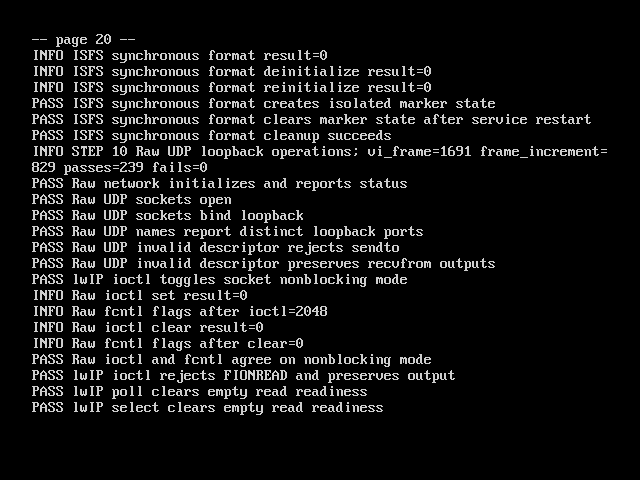 -- page 20 --
INFO ISFS synchronous format result=0
INFO ISFS synchronous format deinitialize result=0
INFO ISFS synchronous format reinitialize result=0
PASS ISFS synchronous format creates isolated marker state
PASS ISFS synchronous format clears marker state after service restart
PASS ISFS synchronous format cleanup succeeds
INFO STEP 10 Raw UDP loopback operations; vi_frame=1691 frame_increment=
829 passes=239 fails=0
PASS Raw network initializes and reports status
PASS Raw UDP sockets open
PASS Raw UDP sockets bind loopback
PASS Raw UDP names report distinct loopback ports
PASS Raw UDP invalid descriptor rejects sendto
PASS Raw UDP invalid descriptor preserves recvfrom outputs
PASS lwIP ioctl toggles socket nonblocking mode
INFO Raw ioctl set result=0
INFO Raw fcntl flags after ioctl=2048
INFO Raw ioctl clear result=0
INFO Raw fcntl flags after clear=0
PASS Raw ioctl and fcntl agree on nonblocking mode
PASS lwIP ioctl rejects FIONREAD and preserves output
PASS lwIP poll clears empty read readiness
PASS lwIP select clears empty read readiness